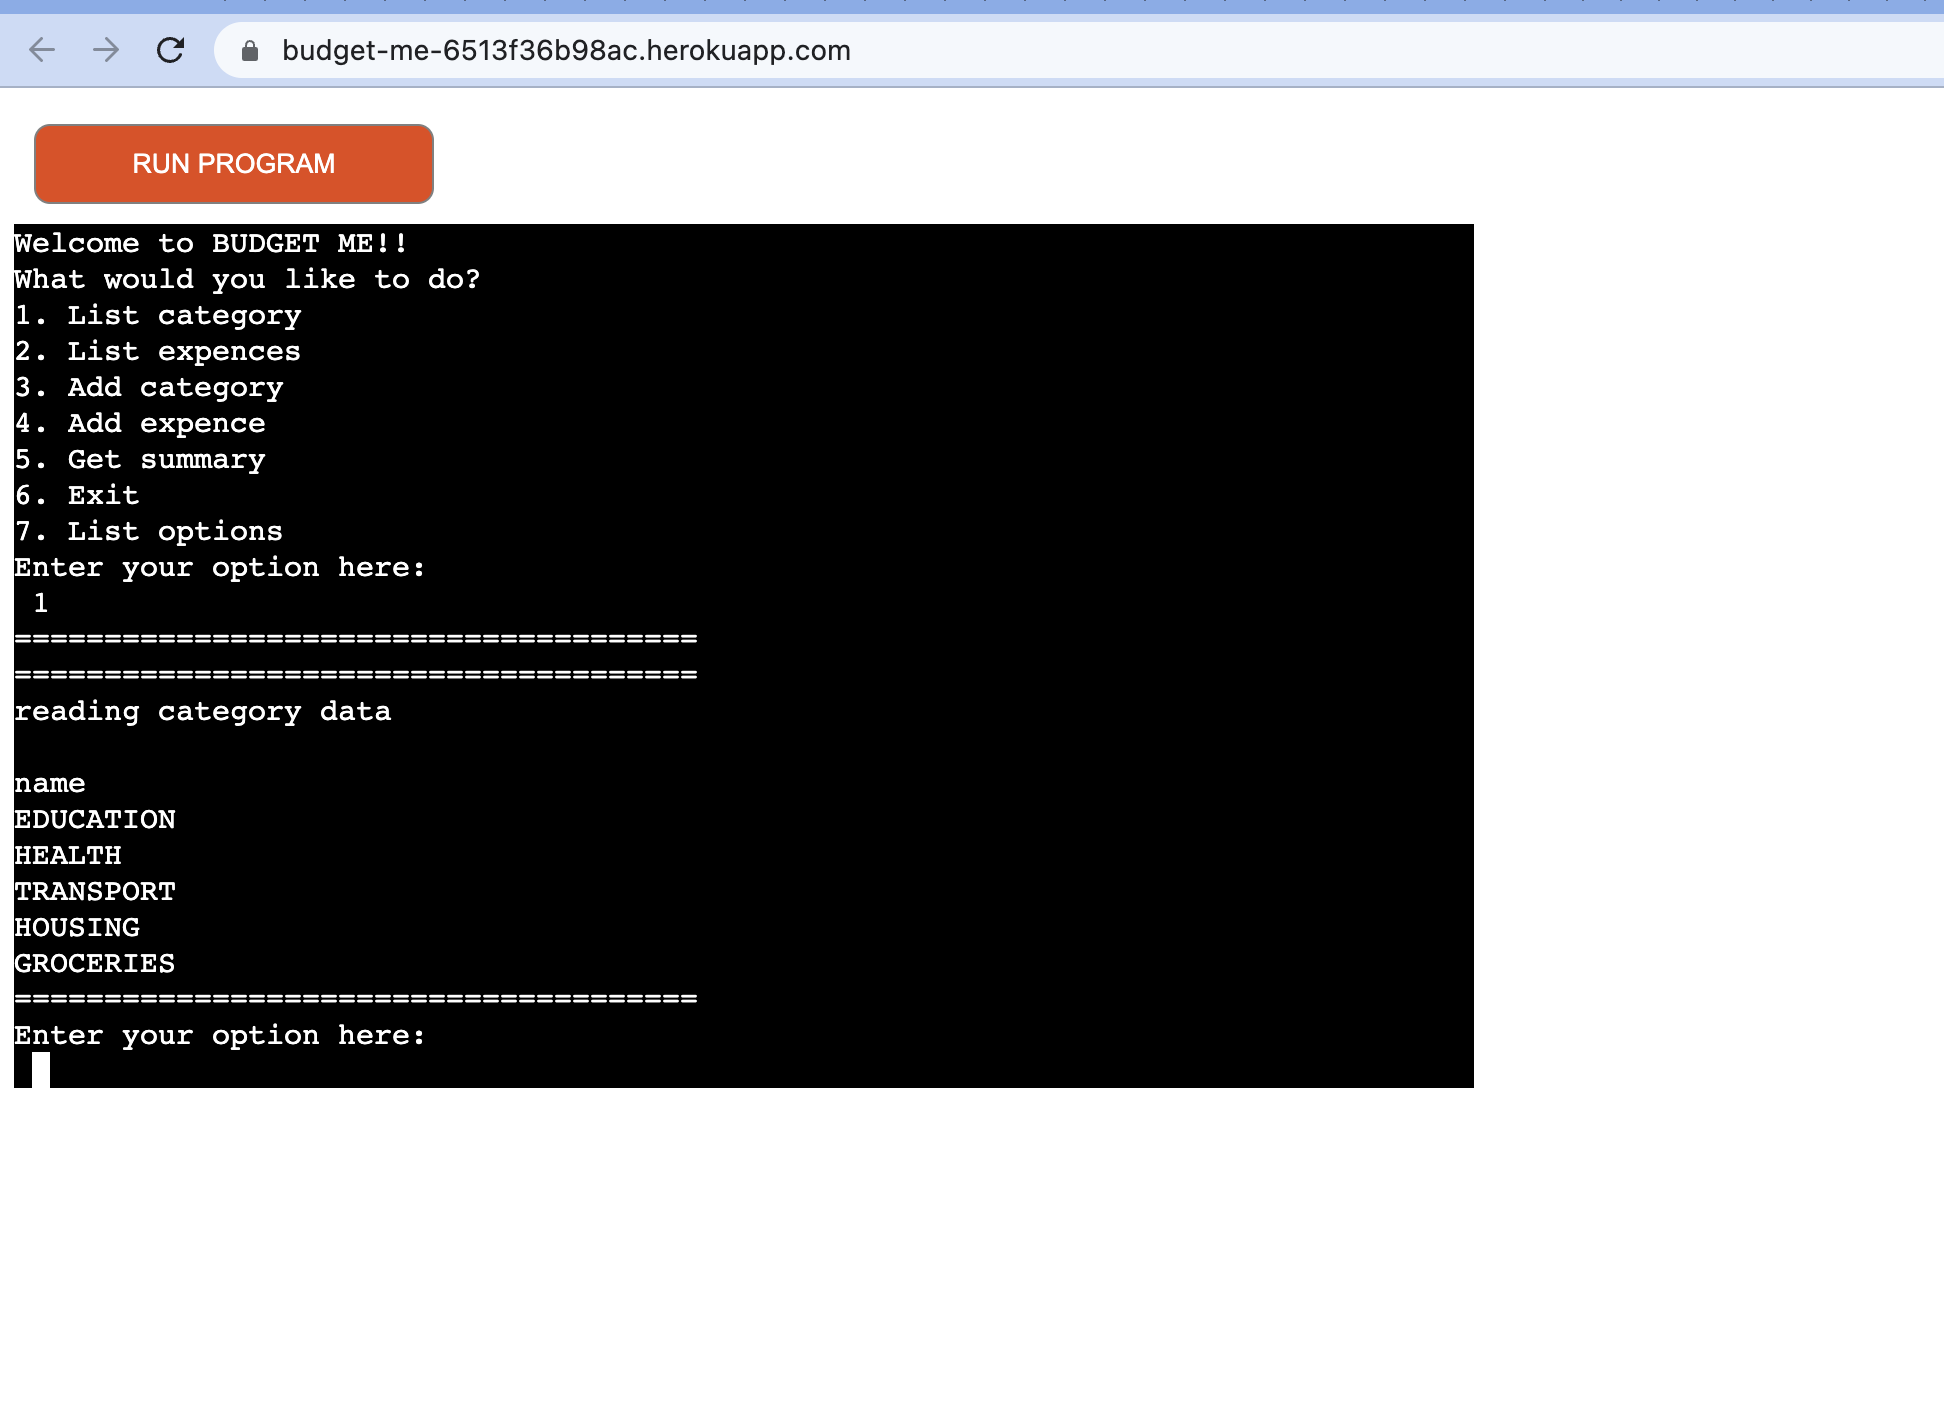 budget-me-6513f36b98ac.herokuapp.com
RUN PROGRAM
Welcome to BUDGET ME!!
What would you like to do?
1. List category
2. List expences
3. Add category
4. Add expence
5. Get summary
6. Exit
7. List options
Enter your option here:
1
======================================
======================================
reading category data
name
EDUCATION
HEALTH
TRANSPORT
HOUSING
GROCERIES
======================================
Enter your option here: